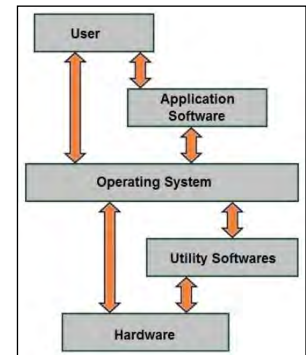 User
Application
Software
Operating System
Utility Softwares
Hardware